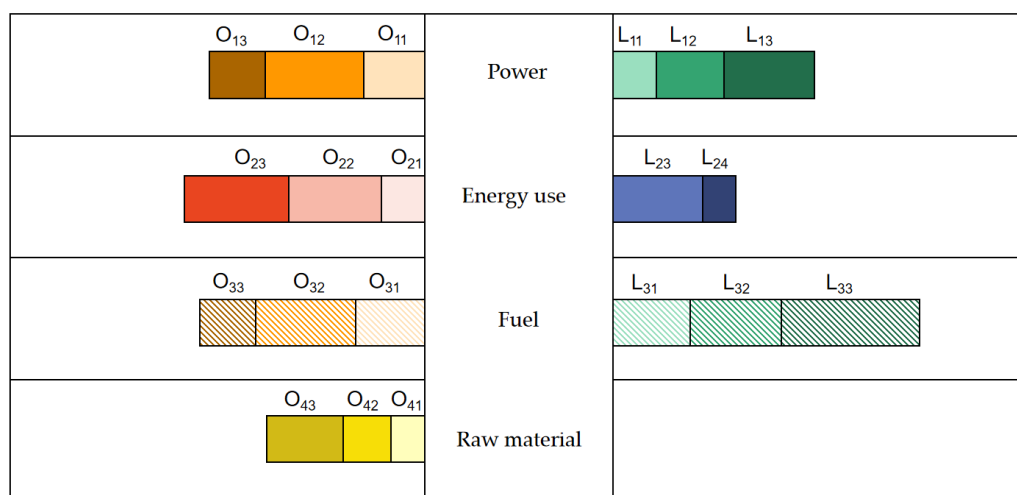 O₁₃ O₁₂ O₁₁ L₁₁ L₁₂ L₁₃
Power
O₂₃ O₂₂ O₂₁ L₂₃ L₂₄
Energy use
O₃₃ O₃₂ O₃₁ L₃₁ L₃₂ L₃₃
Fuel
O₄₃ O₄₂ O₄₁
Raw material